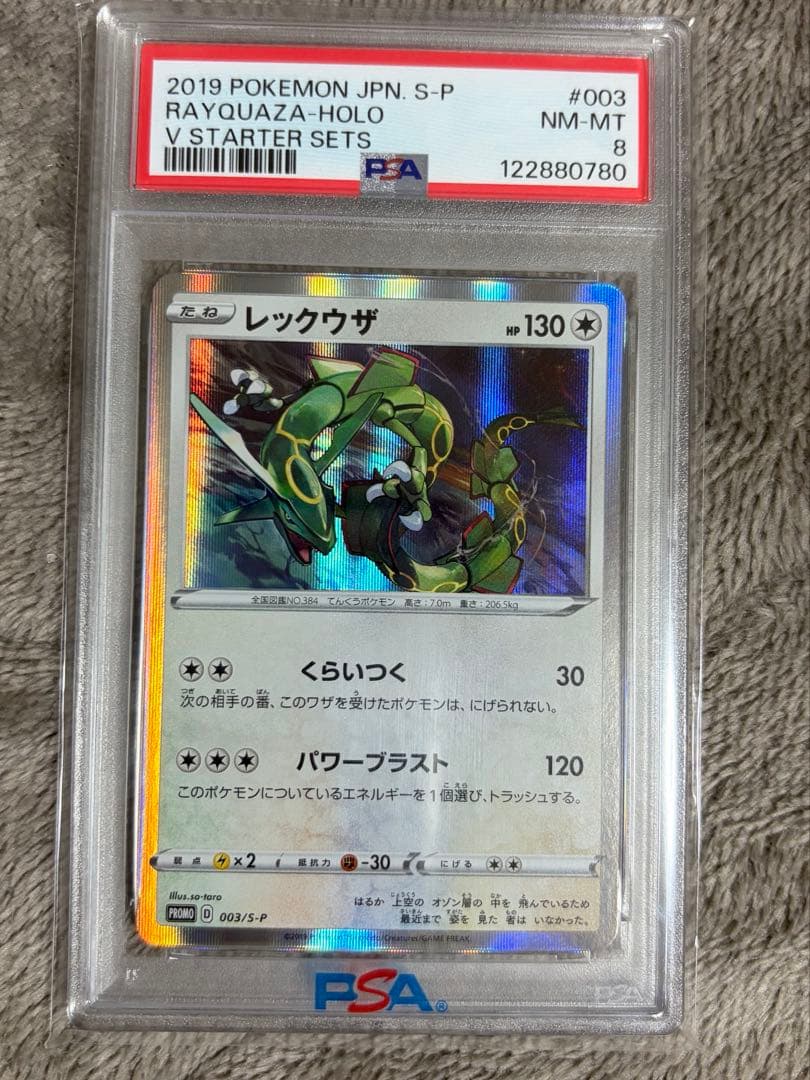 2019 POKEMON JPN. S-P #003
RAYQUAZA-HOLO NM-MT
V STARTER SETS 8
PSA 122880780
たね レックウザ HP 130
全国図鑑NO.384 てんくうポケモン 高さ:7.0m 重さ:206.5kg
くらいつく 30
次の相手の番、このワザを受けたポケモンは、にげられない。
パワーブラスト 120
このポケモンについているエネルギーを1個選び、トラッシュする。
弱点 ×2 抵抗力 -30 にげる
illus.so-taro
PROMO D 003/S-P
はるか 上空の オゾン層の 中を 飛んでいるため
最近まで 姿を 見た 者は いなかった。
©2019 Creatures/GAME FREAK.
PSA®
PSA